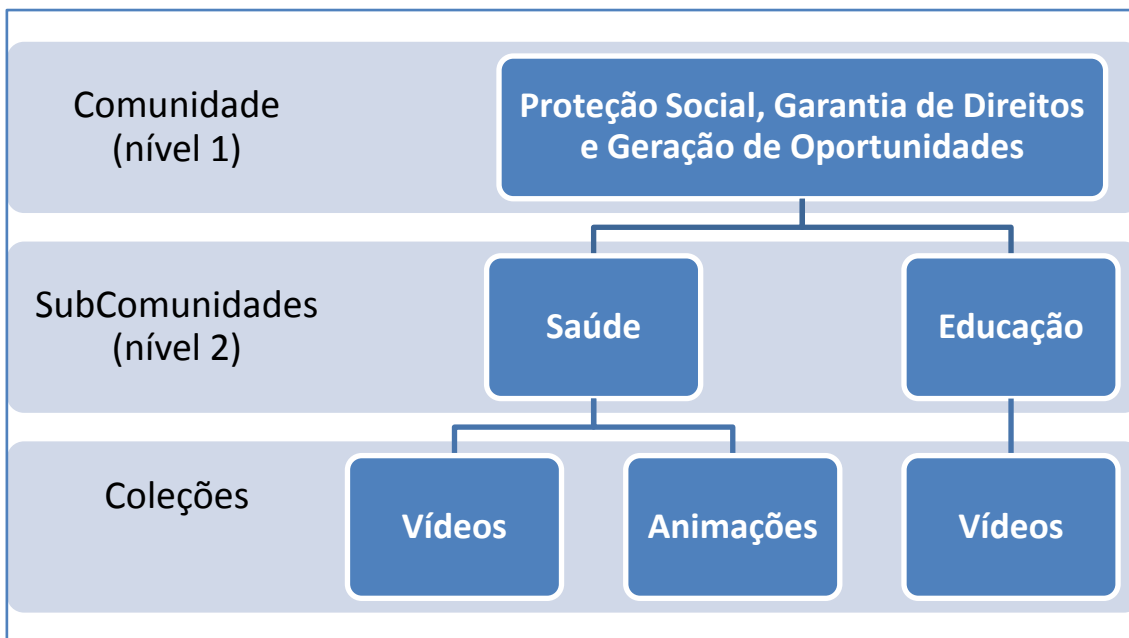 Comunidade
(nível 1)
Proteção Social, Garantia de Direitos
e Geração de Oportunidades
SubComunidades
(nível 2)
Saúde
Educação
Coleções
Vídeos
Animações
Vídeos